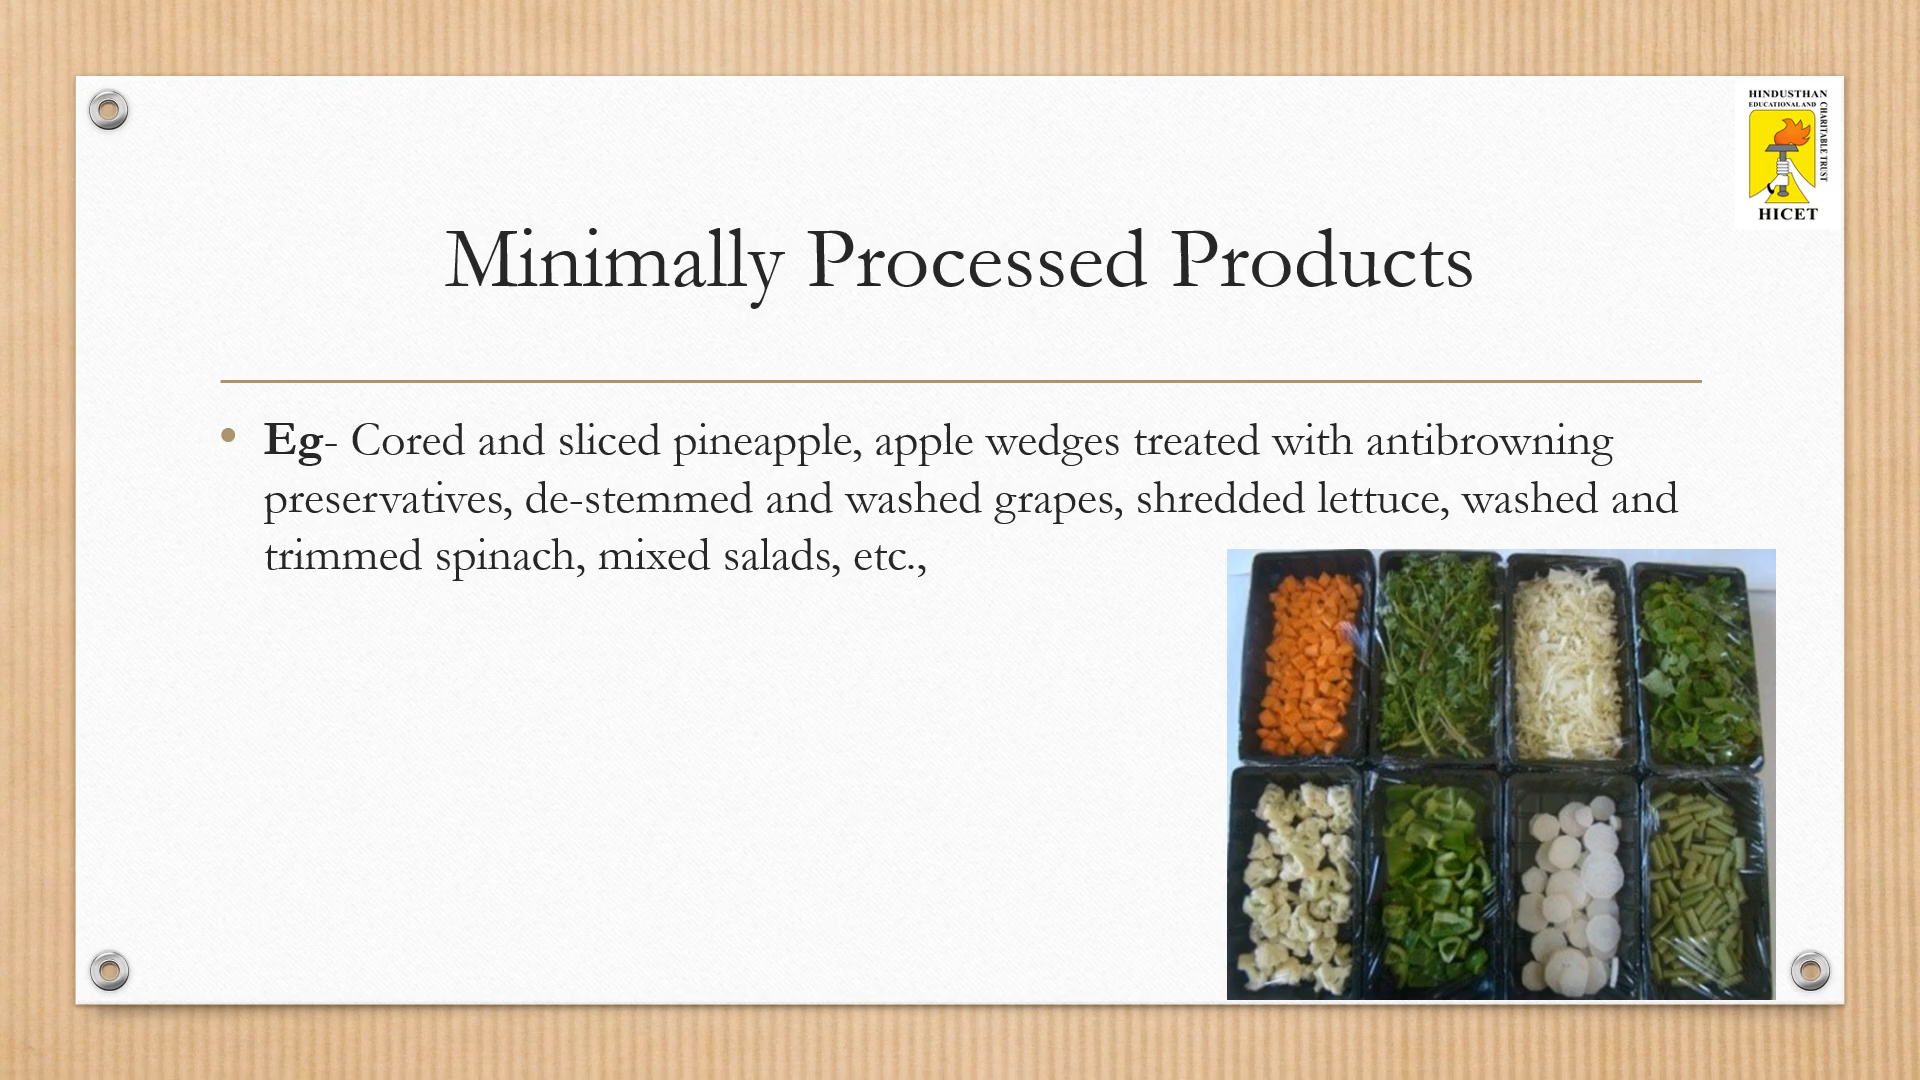 HINDUSTHAN
EDUCATIONAL AND
CHARITABLE TRUST
HICET
Minimally Processed Products
• Eg- Cored and sliced pineapple, apple wedges treated with antibrowning
preservatives, de-stemmed and washed grapes, shredded lettuce, washed and
trimmed spinach, mixed salads, etc.,